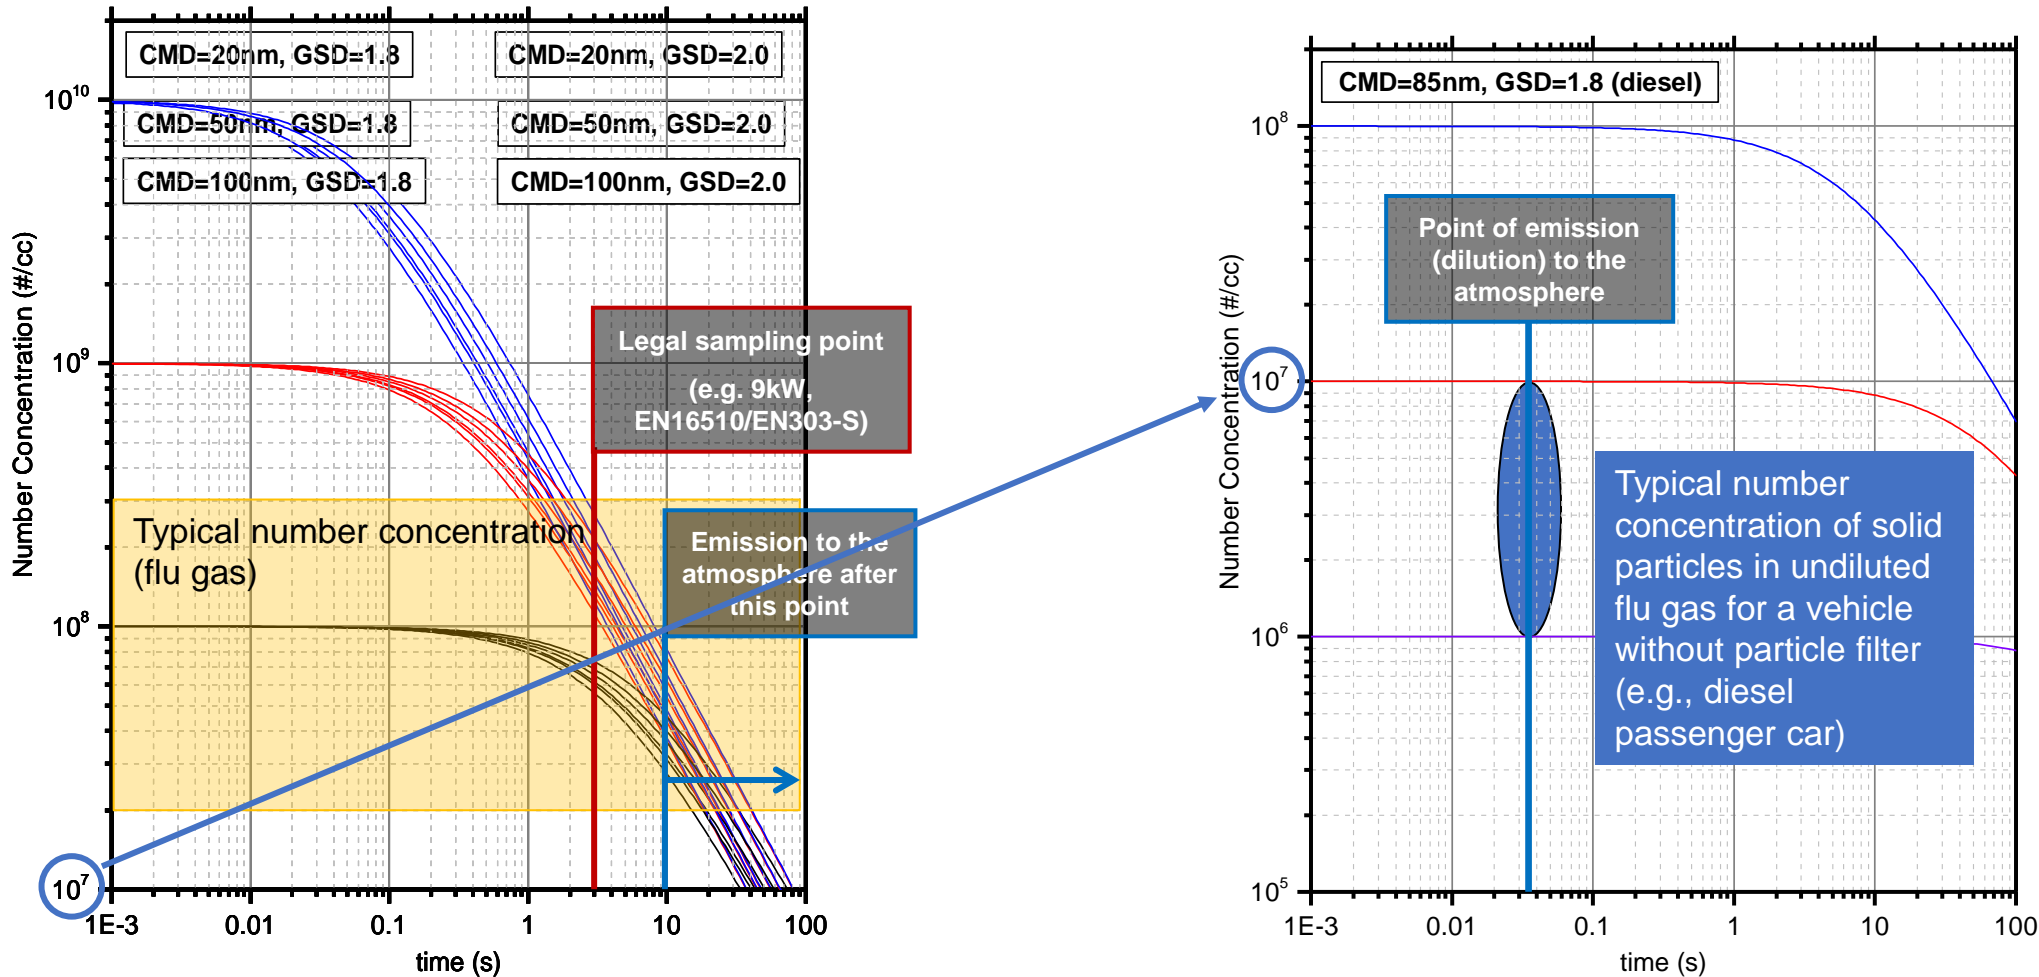 CMD=20nm, GSD=1.8
CMD=20nm, GSD=2.0
CMD=50nm, GSD=1.8
CMD=50nm, GSD=2.0
CMD=100nm, GSD=1.8
CMD=100nm, GSD=2.0
Number Concentration (#/cc)
10^10
10^9
10^8
10^7
1E-3
0.01
0.1
1
10
100
time (s)
Typical number concentration
(flu gas)
Legal sampling point
(e.g. 9kW,
EN16510/EN303-S)
Emission to the
atmosphere after
this point
CMD=85nm, GSD=1.8 (diesel)
Number Concentration (#/cc)
10^8
10^7
10^6
10^5
1E-3
0.01
0.1
1
10
100
time (s)
Point of emission
(dilution) to the
atmosphere
Typical number
concentration of solid
particles in undiluted
flu gas for a vehicle
without particle filter
(e.g., diesel
passenger car)